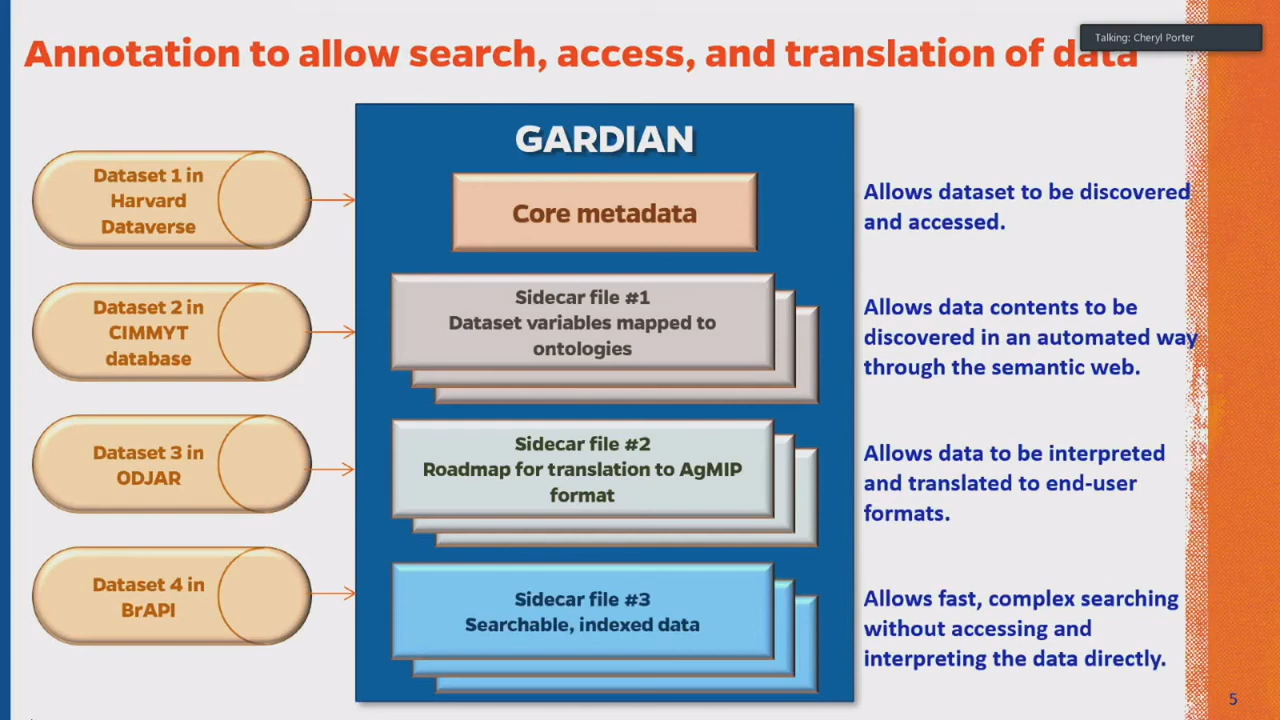 Annotation to allow search, access, and translation of data
Talking: Cheryl Porter
GARDIAN
Dataset 1 in
Harvard
Dataverse
Core metadata
Allows dataset to be discovered
and accessed.
Dataset 2 in
CIMMYT
database
Sidecar file #1
Dataset variables mapped to
ontologies
Allows data contents to be
discovered in an automated way
through the semantic web.
Dataset 3 in
ODJAR
Sidecar file #2
Roadmap for translation to AgMIP
format
Allows data to be interpreted
and translated to end-user
formats.
Dataset 4 in
BrAPI
Sidecar file #3
Searchable, indexed data
Allows fast, complex searching
without accessing and
interpreting the data directly.
5